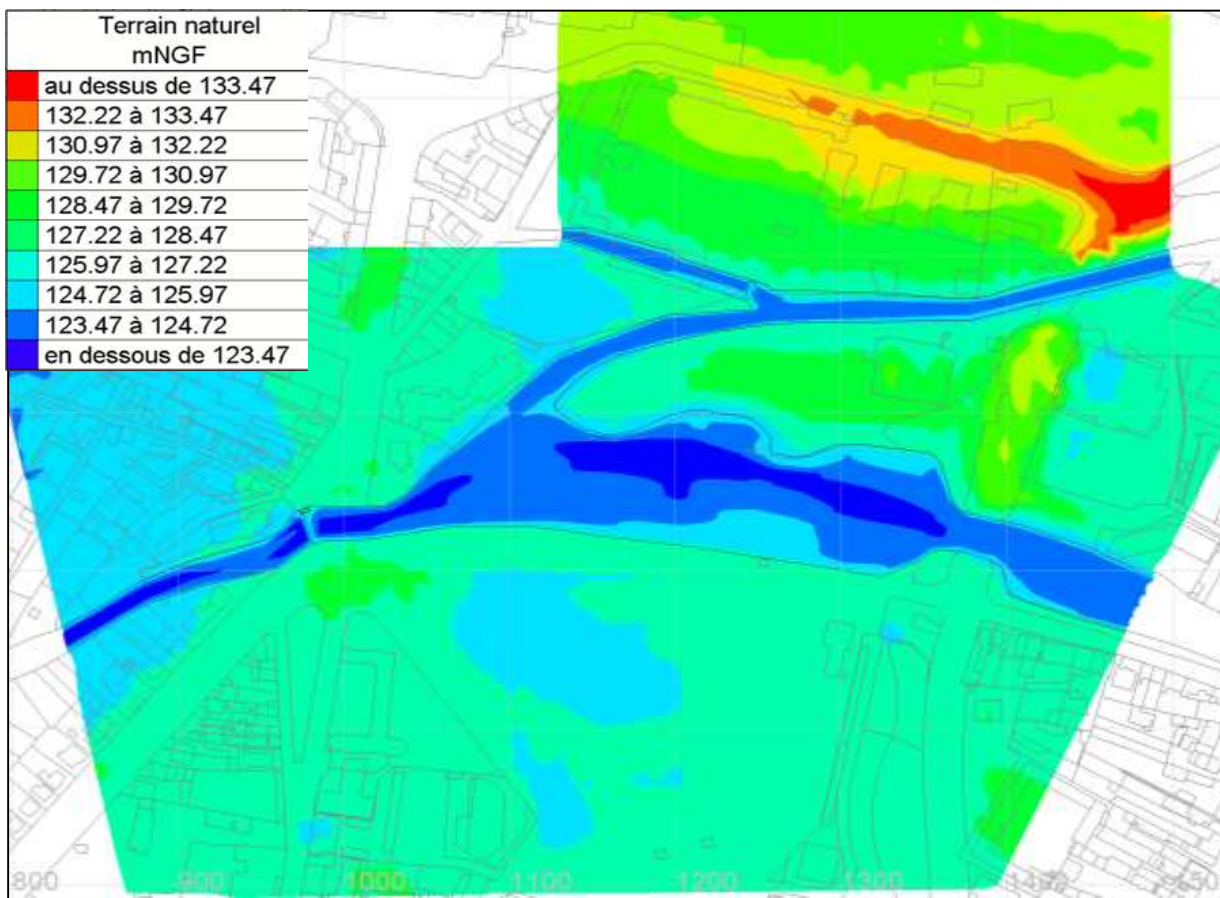 Terrain naturel
mNGF
au dessus de 133.47
132.22 à 133.47
130.97 à 132.22
129.72 à 130.97
128.47 à 129.72
127.22 à 128.47
125.97 à 127.22
124.72 à 125.97
123.47 à 124.72
en dessous de 123.47
800 900 1000 1100 1200 1300 1400